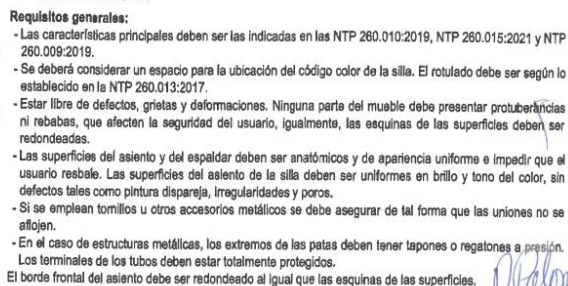 Requisitos generales:
- Las características principales deben ser las indicadas en las NTP 260.010:2019, NTP 260.015:2021 y NTP
260.009:2019.
- Se deberá considerar un espacio para la ubicación del código color de la silla. El rotulado debe ser según lo
establecido en la NTP 260.013:2017.
- Estar libre de defectos, grietas y deformaciones. Ninguna parte del mueble debe presentar protuberancias
ni rebabas, que afecten la seguridad del usuario, igualmente, las esquinas de las superficies deben ser
redondeadas.
- Las superficies del asiento y del espaldar deben ser anatómicos y de apariencia uniforme e impedir que el
usuario resbale. Las superficies del asiento de la silla deben ser uniformes en brillo y tono del color, sin
defectos tales como pintura dispareja, irregularidades y poros.
- Si se emplean tornillos u otros accesorios metálicos se debe asegurar de tal forma que las uniones no se
aflojen.
- En el caso de estructuras metálicas, los extremos de las patas deben tener tapones o regatones a presión.
Los terminales de los tubos deben estar totalmente protegidos.
El borde frontal del asiento debe ser redondeado al igual que las esquinas de las superficies.